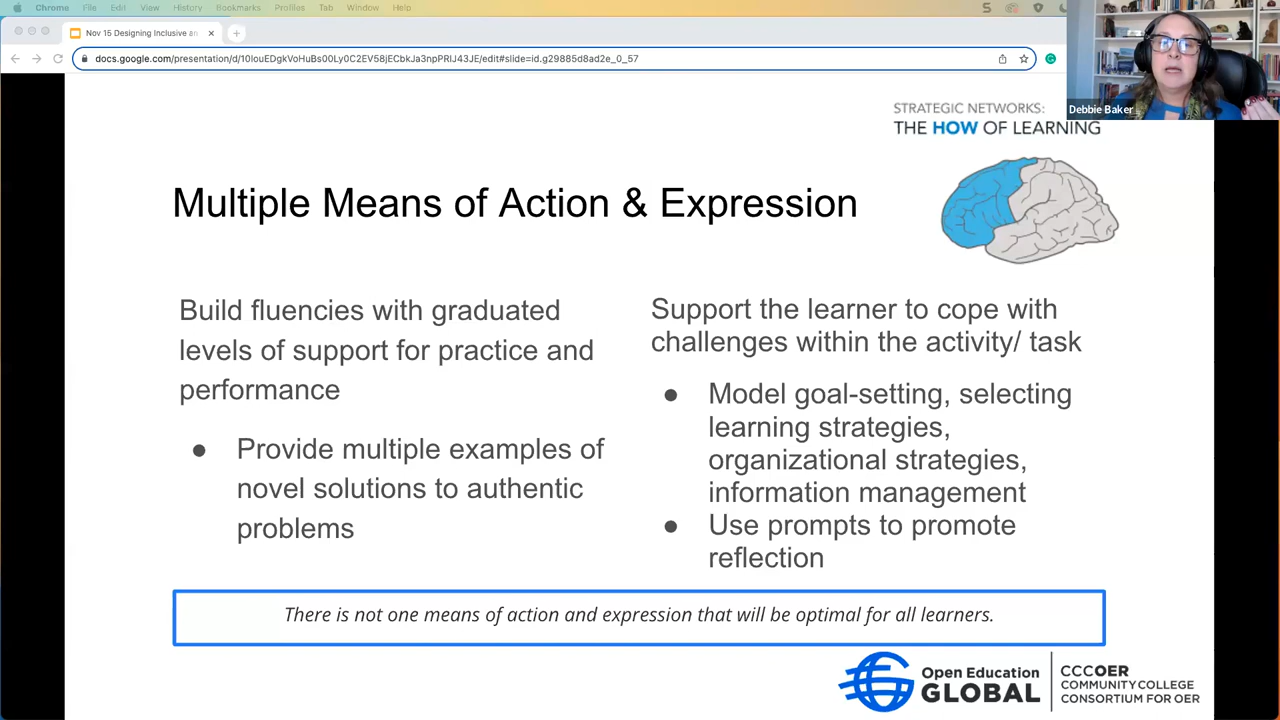 Chrome File Edit View History Bookmarks Profiles Tab Window Help
Nov 15 Designing Inclusive an
docs.google.com/presentation/d/10IouEDgkVoHuBs00Ly0C2EV58jECbkJa3npPRIJ43JE/edit#slide=id.g29885d8ad2e_0_57
Debbie Baker
STRATEGIC NETWORKS:
THE HOW OF LEARNING
Multiple Means of Action & Expression
Build fluencies with graduated
levels of support for practice and
performance
● Provide multiple examples of
novel solutions to authentic
problems
Support the learner to cope with
challenges within the activity/ task
● Model goal-setting, selecting
learning strategies,
organizational strategies,
information management
● Use prompts to promote
reflection
There is not one means of action and expression that will be optimal for all learners.
Open Education
GLOBAL
CCCOER
COMMUNITY COLLEGE
CONSORTIUM FOR OER